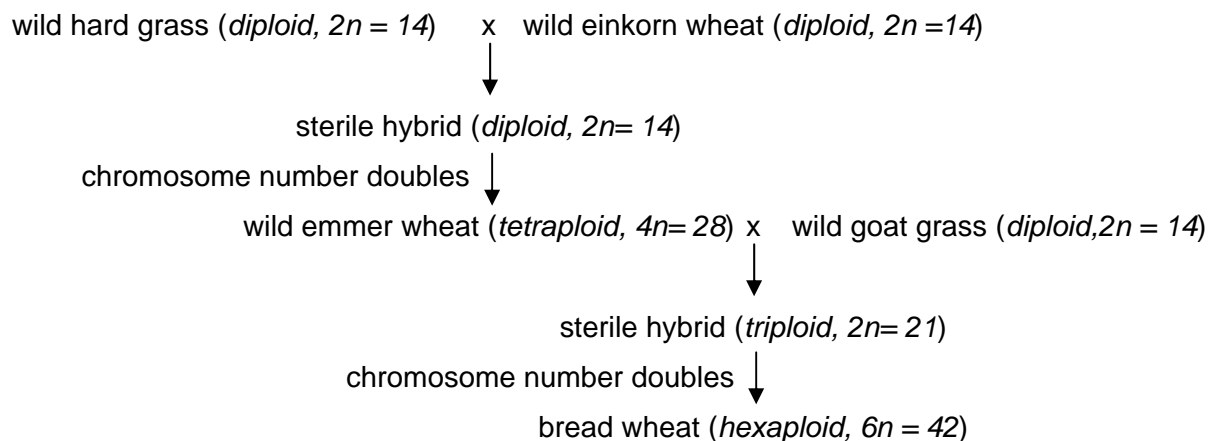 wild hard grass (diploid, 2n = 14) x wild einkorn wheat (diploid, 2n =14)
sterile hybrid (diploid, 2n= 14)
chromosome number doubles
wild emmer wheat (tetraploid, 4n= 28) x wild goat grass (diploid,2n = 14)
sterile hybrid (triploid, 2n= 21)
chromosome number doubles
bread wheat (hexaploid, 6n = 42)